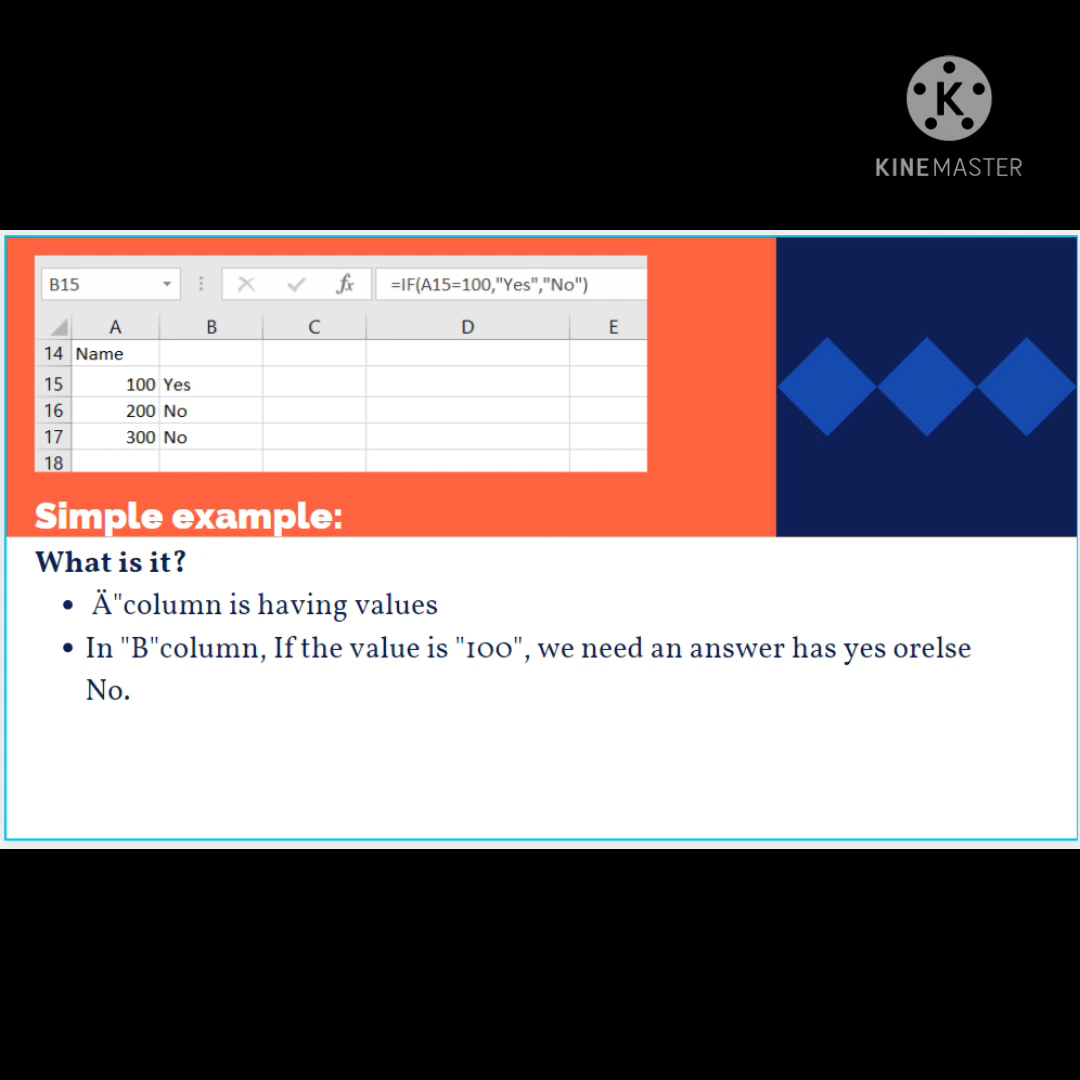 K
KINEMASTER
B15 fx =IF(A15=100,"Yes","No")
A B C D E
14 Name
15 100 Yes
16 200 No
17 300 No
18
Simple example:
What is it?
• Ä"column is having values
• In "B"column, If the value is "100", we need an answer has yes orelse
No.